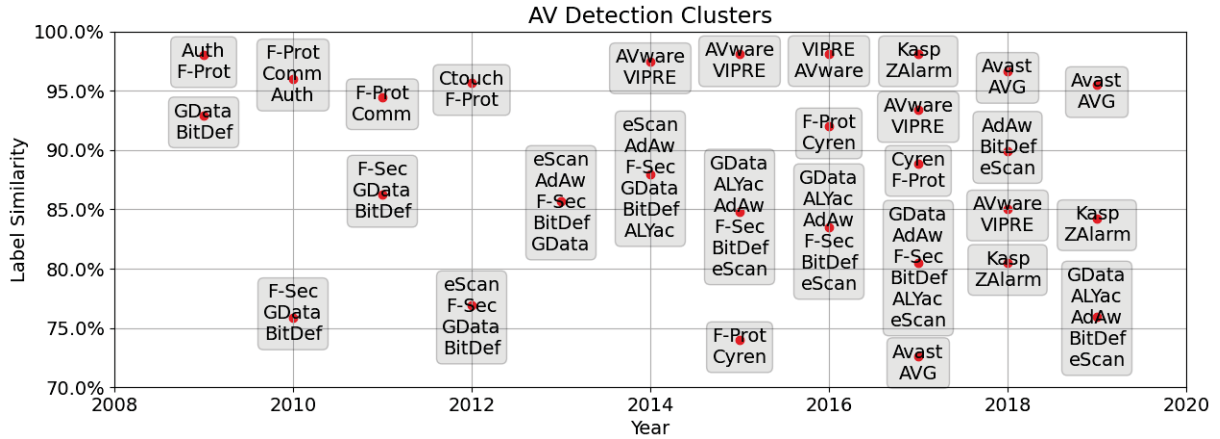 AV Detection Clusters
Label Similarity
100.0%
95.0%
90.0%
85.0%
80.0%
75.0%
70.0%
Auth
F-Prot
GData
BitDef
F-Prot
Comm
Auth
F-Sec
GData
BitDef
F-Prot
Comm
F-Sec
GData
BitDef
Ctouch
F-Prot
eScan
F-Sec
GData
BitDef
eScan
AdAw
F-Sec
BitDef
GData
AVware
VIPRE
eScan
AdAw
F-Sec
GData
BitDef
ALYac
AVware
VIPRE
GData
ALYac
AdAw
F-Sec
BitDef
eScan
F-Prot
Cyren
VIPRE
AVware
F-Prot
Cyren
GData
ALYac
AdAw
F-Sec
BitDef
eScan
Kasp
ZAlarm
AVware
VIPRE
Cyren
F-Prot
GData
AdAw
F-Sec
BitDef
ALYac
eScan
Avast
AVG
Avast
AVG
AdAw
BitDef
eScan
AVware
VIPRE
Kasp
ZAlarm
Avast
AVG
Kasp
ZAlarm
GData
ALYac
AdAw
BitDef
eScan
2008
2010
2012
2014
2016
2018
2020
Year